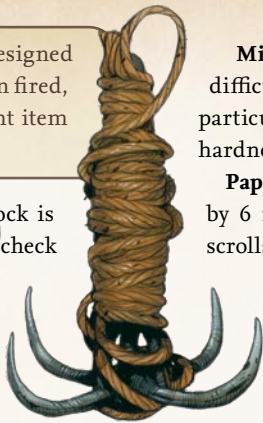 esigned
n fired,
nt item
ock is
check
Mi
difficu
particu
hardne
Pap
by 6
scrolls